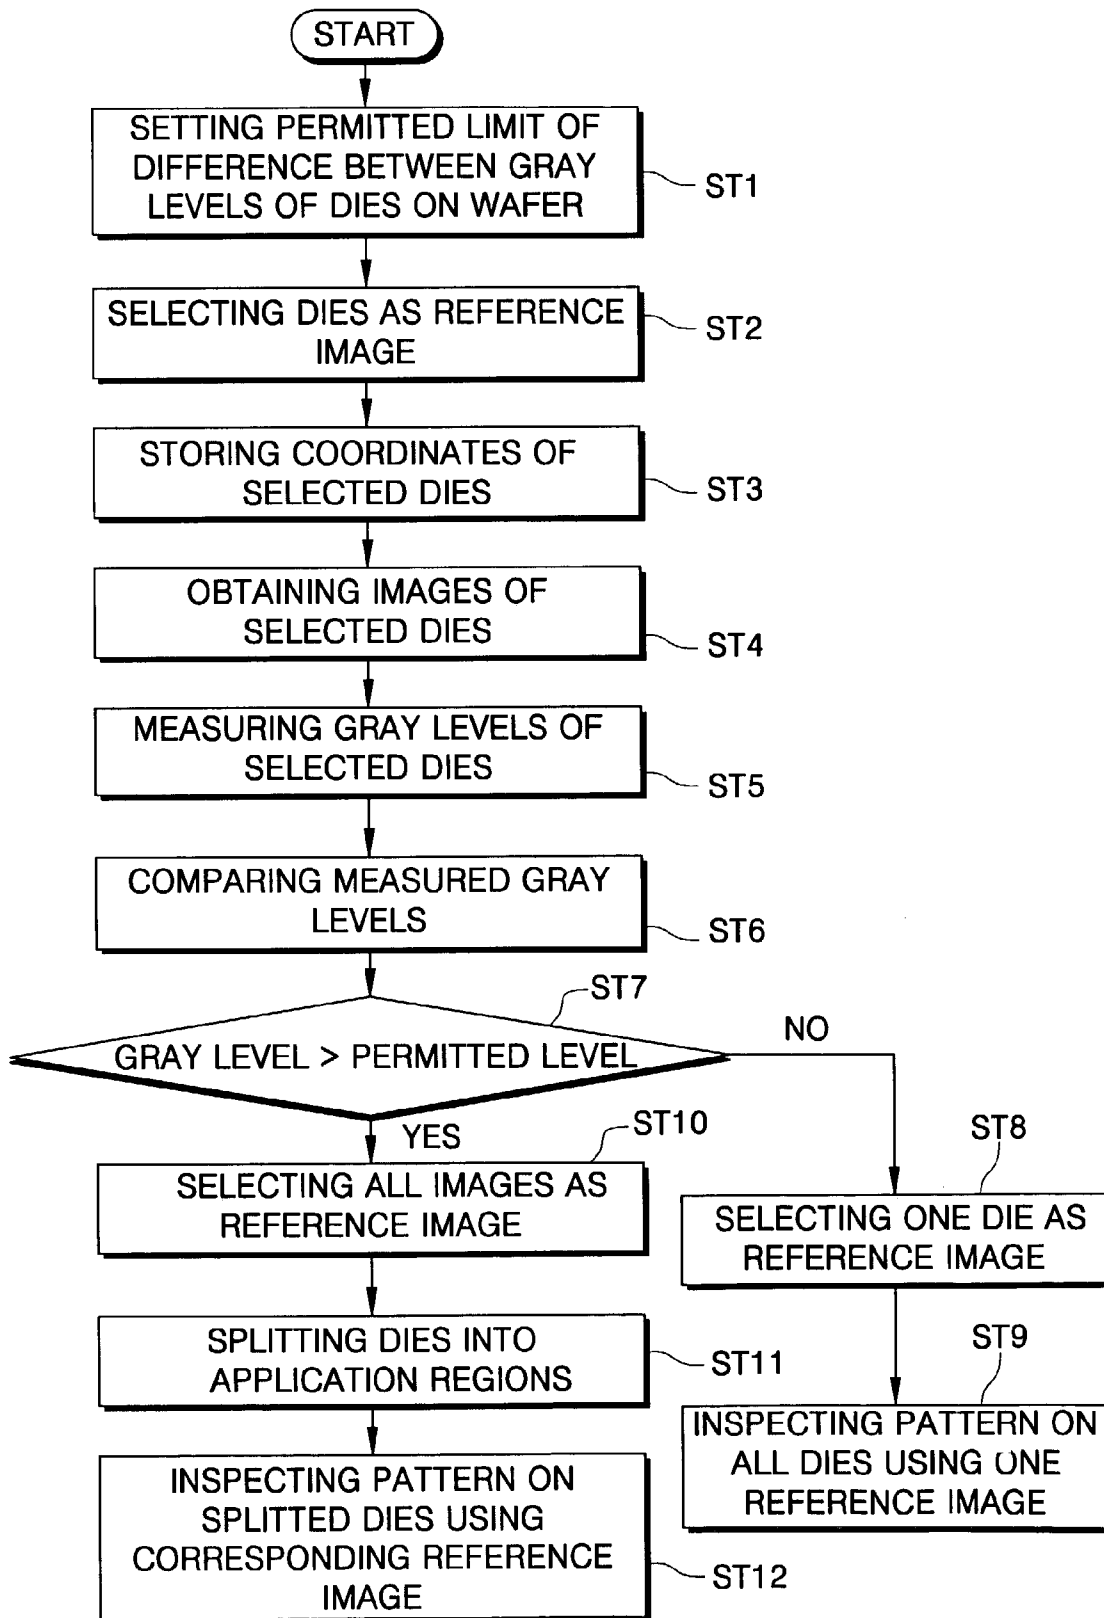 START
SETTING PERMITTED LIMIT OF
DIFFERENCE BETWEEN GRAY
LEVELS OF DIES ON WAFER
ST1
SELECTING DIES AS REFERENCE
IMAGE
ST2
STORING COORDINATES OF
SELECTED DIES
ST3
OBTAINING IMAGES OF
SELECTED DIES
ST4
MEASURING GRAY LEVELS OF
SELECTED DIES
ST5
COMPARING MEASURED GRAY
LEVELS
ST6
ST7
GRAY LEVEL > PERMITTED LEVEL
NO
YES
ST10
SELECTING ALL IMAGES AS
REFERENCE IMAGE
ST8
SELECTING ONE DIE AS
REFERENCE IMAGE
SPLITTING DIES INTO
APPLICATION REGIONS
ST11
ST9
INSPECTING PATTERN ON
ALL DIES USING ONE
REFERENCE IMAGE
INSPECTING PATTERN ON
SPLITTED DIES USING
CORRESPONDING REFERENCE
IMAGE
ST12